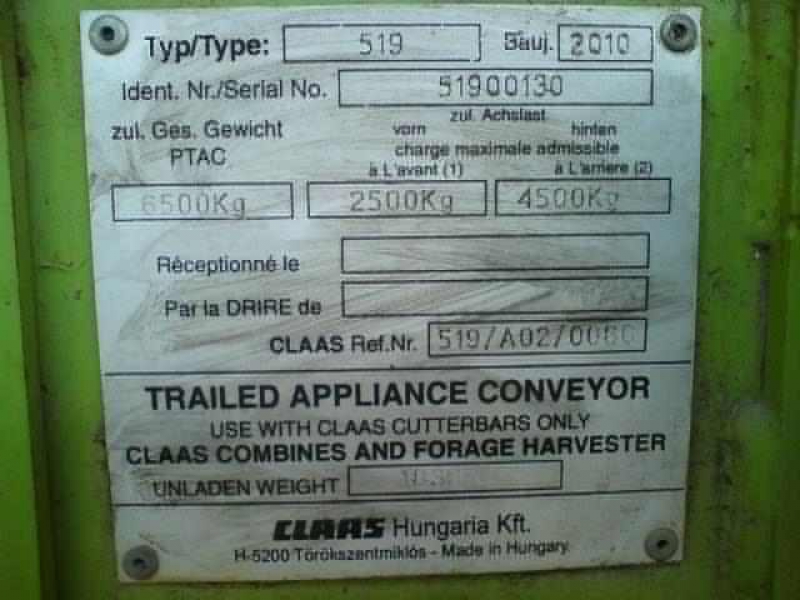 Typ/Type: 519 Bauj. 2010
Ident. Nr./Serial No. 51900130
zul. Ges. Gewicht zul. Achslast
vorn hinten
PTAC charge maximale admissible
à L'avant (1) à L'arriere (2)
6500Kg 2500Kg 4500Kg
Réceptionné le
Par la DRIRE de
CLAAS Ref.Nr.
TRAILED APPLIANCE CONVEYOR
USE WITH CLAAS CUTTERBARS ONLY
CLAAS COMBINES AND FORAGE HARVESTER
UNLADEN WEIGHT
CLAAS Hungaria Kft.
H-5200 Törökszentmiklós - Made in Hungary